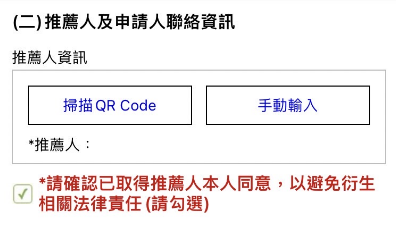 (二)推薦人及申請人聯絡資訊
推薦人資訊
掃描QR Code
手動輸入
*推薦人：
*請確認已取得推薦人本人同意，以避免衍生
相關法律責任(請勾選)